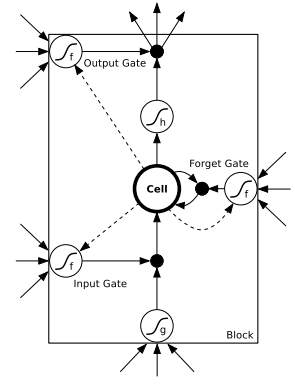 f
Output Gate
h
Forget Gate
Cell
f
f
Input Gate
g
Block